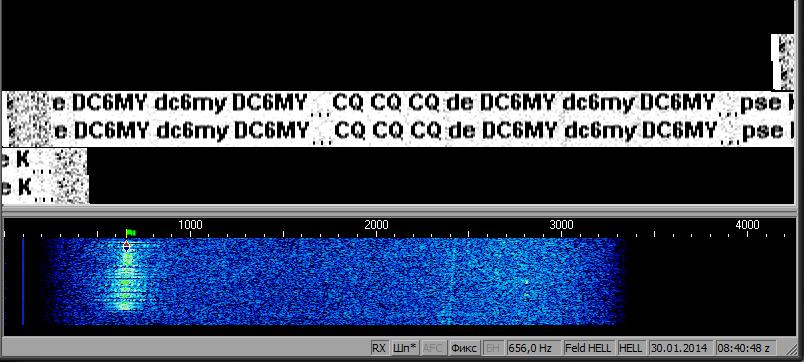 e DC6MY dc6my DC6MY...CQ CQ CQ de DC6MY dc6my DC6MY...pse
e DC6MY dc6my DC6MY...CQ CQ CQ de DC6MY dc6my DC6MY...pse
e K...
e K...
1000 2000 3000 4000
RX Шп* AFC Фикс БН 656,0 Hz Feld HELL HELL 30.01.2014 08:40:48 z